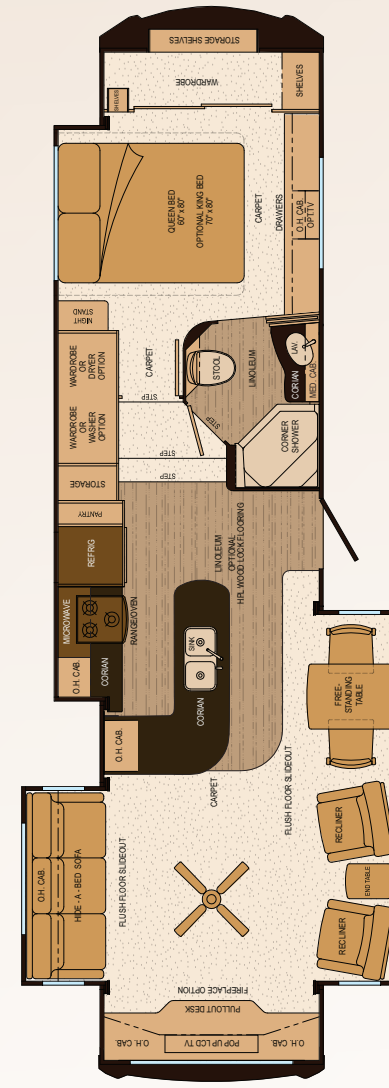 STORAGE SHELVES
WARDROBE
SHELVES
SHELVES
QUEEN BED
60" x 80"
OPTIONAL KING BED
70" x 80"
CARPET
DRAWERS
O.H. CAB.
OPT TV
NIGHT
STAND
WARDROBE
OR
DRYER
OPTION
CARPET
STOOL
LINOLEUM
LAV.
CORIAN
MED. CAB.
STEP
STEP
WARDROBE
OR
WASHER
OPTION
CORNER
SHOWER
STEP
STEP
STORAGE
PANTRY
REFRIG
LINOLEUM
OPTIONAL
HPL WOOD LOCK FLOORING
MICROWAVE
RANGE/OVEN
O.H. CAB.
CORIAN
SINK
CORIAN
FREE-
STANDING
TABLE
O.H. CAB.
CARPET
FLUSH FLOOR SLIDEOUT
O.H. CAB.
HIDE - A - BED SOFA
FLUSH FLOOR SLIDEOUT
RECLINER
END TABLE
RECLINER
FIREPLACE OPTION
PULLOUT DESK
O.H. CAB.
POP UP LCD TV
O.H. CAB.